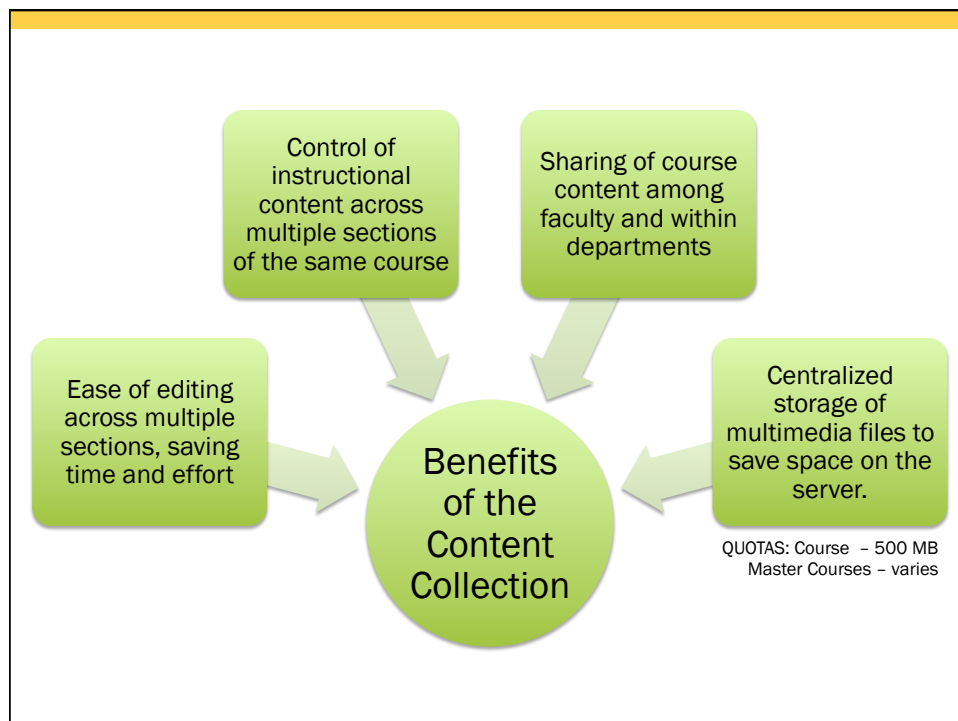 Control of
instructional
content across
multiple sections
of the same course
Sharing of course
content among
faculty and within
departments
Ease of editing
across multiple
sections, saving
time and effort
Centralized
storage of
multimedia files to
save space on the
server.
Benefits
of the
Content
Collection
QUOTAS: Course – 500 MB
Master Courses – varies